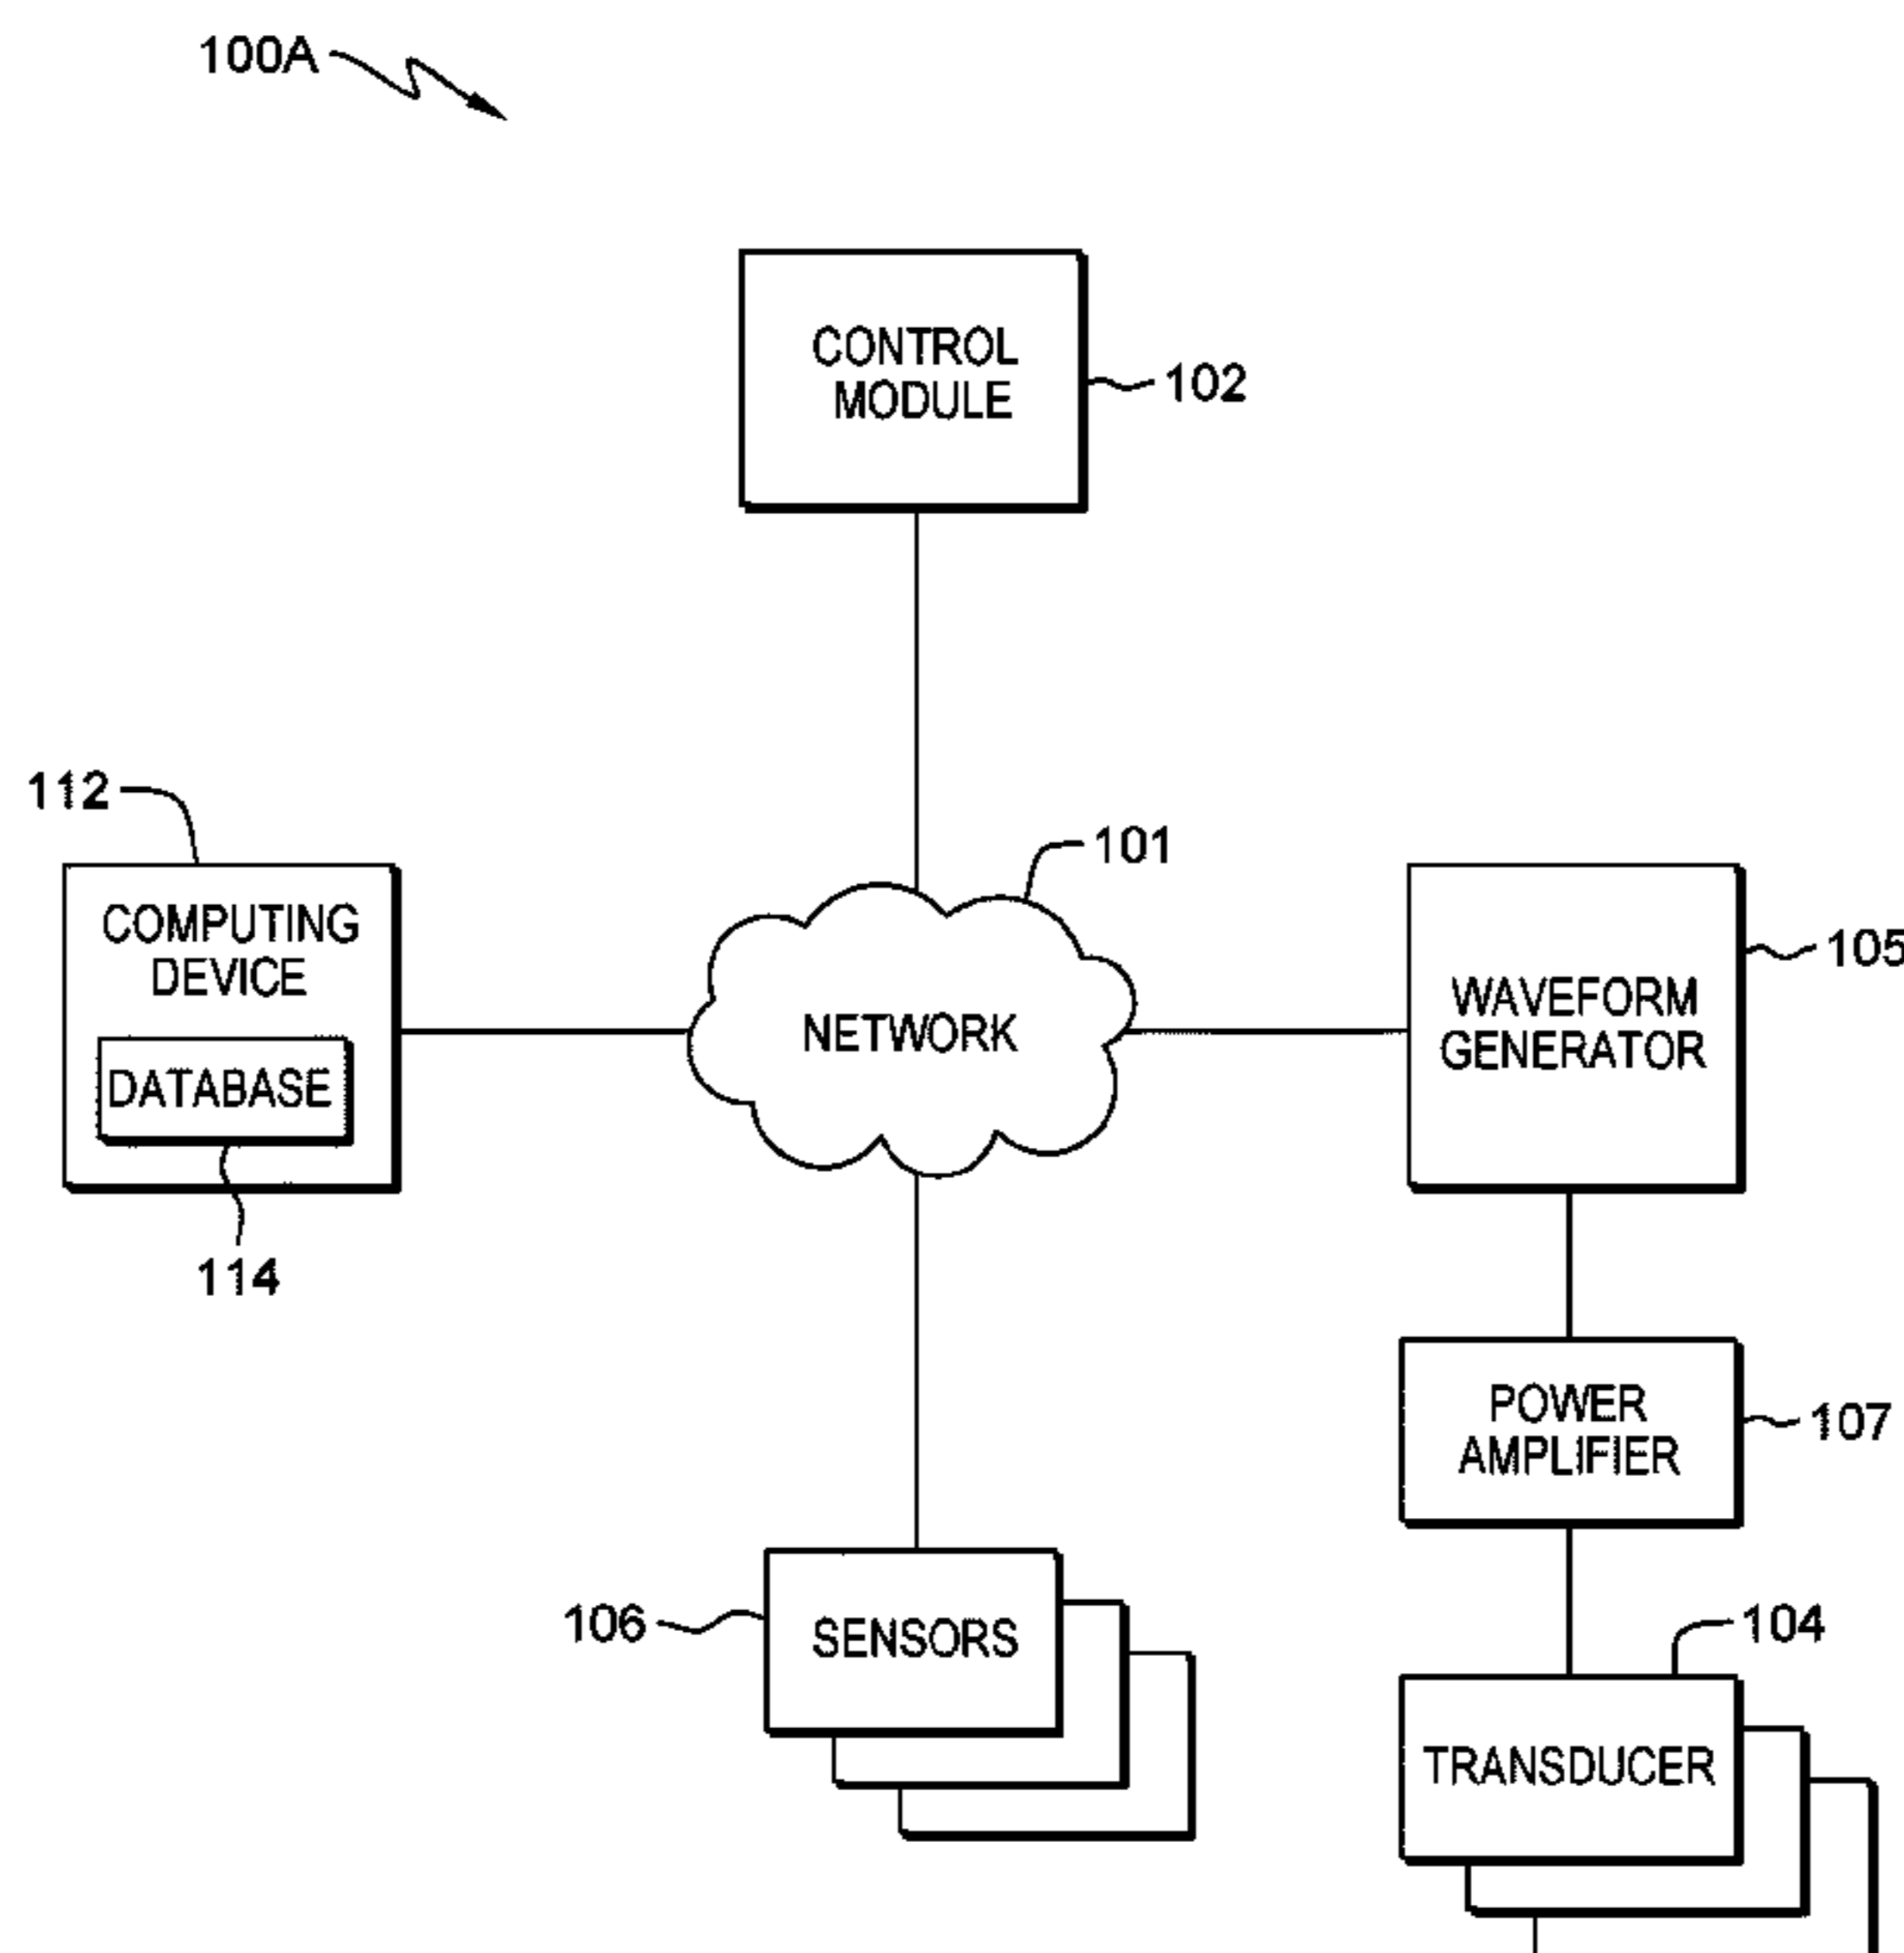 100A
CONTROL
MODULE
102
112
101
COMPUTING
DEVICE
105
WAVEFORM
GENERATOR
NETWORK
DATABASE
114
POWER
AMPLIFIER
107
106
SENSORS
104
TRANSDUCER